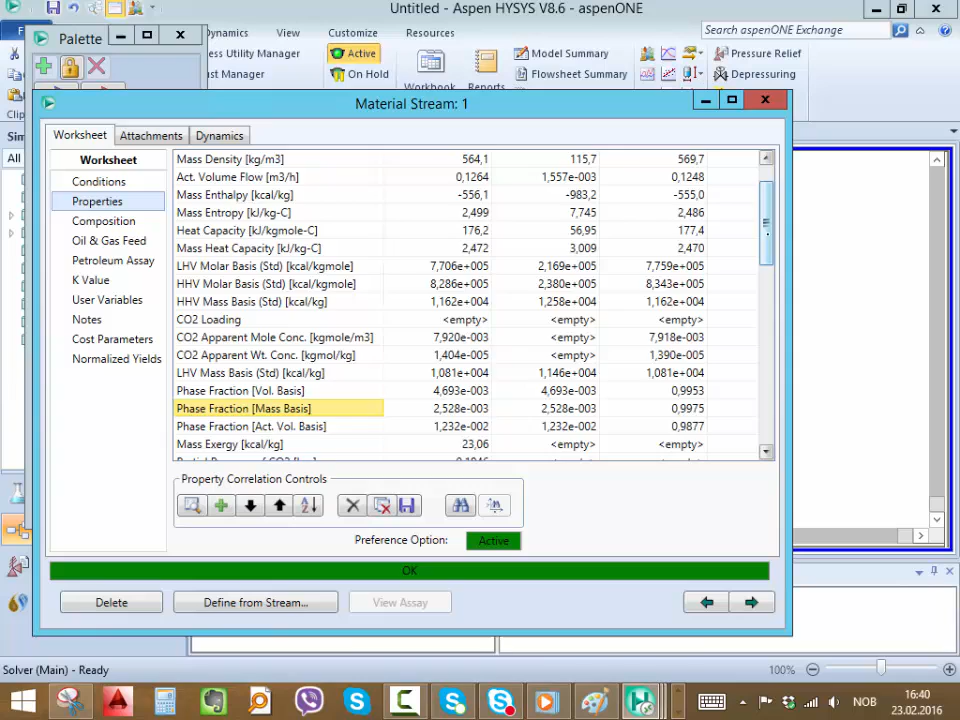 Untitled - Aspen HYSYS V8.6 - aspenONE
Palette
Dynamics View Customize Resources
Search aspenONE Exchange
Utility Manager Active Model Summary Pressure Relief
Manager On Hold Flowsheet Summary Depressuring
Workbook Reports
Clip
Material Stream: 1
Sim
All
Worksheet Attachments Dynamics
Worksheet
Conditions
Properties
Composition
Oil & Gas Feed
Petroleum Assay
K Value
User Variables
Notes
Cost Parameters
Normalized Yields
Mass Density [kg/m3] 564,1 115,7 569,7
Act. Volume Flow [m3/h] 0,1264 1,557e-003 0,1248
Mass Enthalpy [kcal/kg] -556,1 -983,2 -555,0
Mass Entropy [kJ/kg-C] 2,499 7,745 2,486
Heat Capacity [kJ/kgmole-C] 176,2 56,95 177,4
Mass Heat Capacity [kJ/kg-C] 2,472 3,009 2,470
LHV Molar Basis (Std) [kcal/kgmole] 7,706e+005 2,169e+005 7,759e+005
HHV Molar Basis (Std) [kcal/kgmole] 8,286e+005 2,380e+005 8,343e+005
HHV Mass Basis (Std) [kcal/kg] 1,162e+004 1,258e+004 1,162e+004
CO2 Loading <empty> <empty> <empty>
CO2 Apparent Mole Conc. [kgmole/m3] 7,920e-003 <empty> 7,918e-003
CO2 Apparent Wt. Conc. [kgmol/kg] 1,404e-005 <empty> 1,390e-005
LHV Mass Basis (Std) [kcal/kg] 1,081e+004 1,146e+004 1,081e+004
Phase Fraction [Vol. Basis] 4,693e-003 4,693e-003 0,9953
Phase Fraction [Mass Basis] 2,528e-003 2,528e-003 0,9975
Phase Fraction [Act. Vol. Basis] 1,232e-002 1,232e-002 0,9877
Mass Exergy [kcal/kg] 23,06 <empty> <empty>
Property Correlation Controls
Preference Option: Active
OK
Delete Define from Stream... View Assay
Solver (Main) - Ready 100%
NOB
16:40
23.02.2016